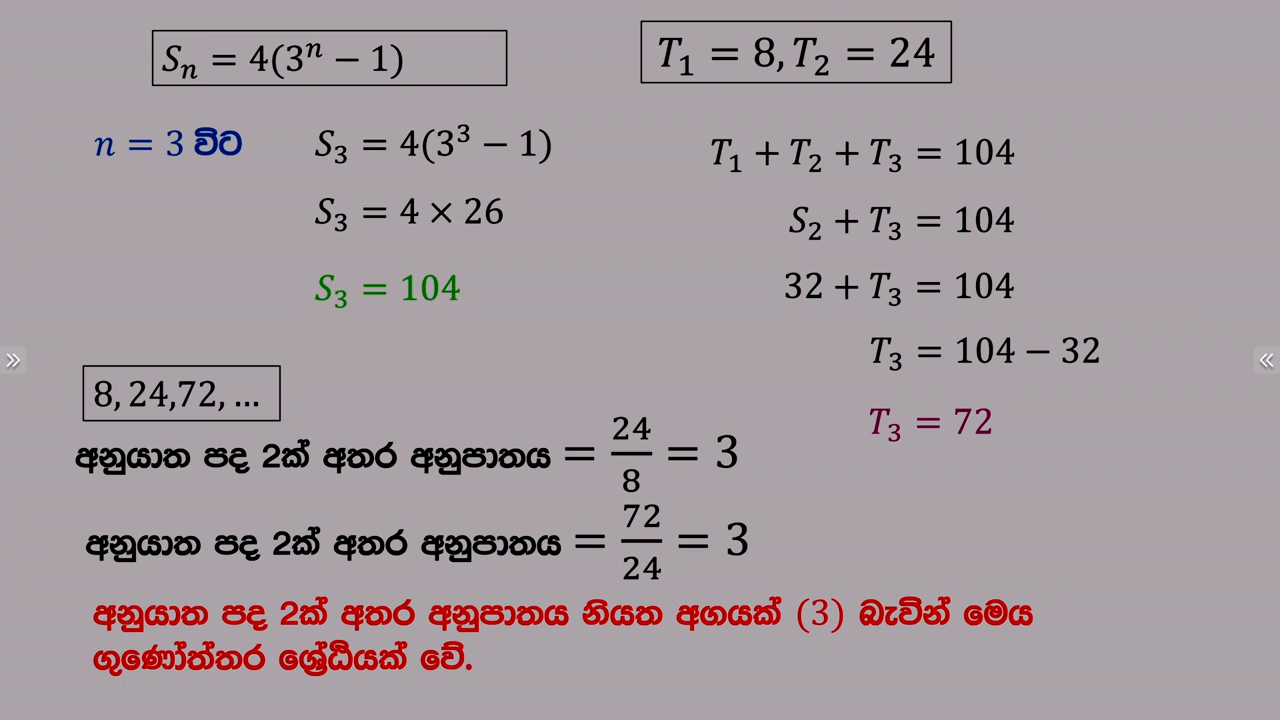 Sₙ = 4(3ⁿ − 1)
T₁ = 8, T₂ = 24
n = 3 විට
S₃ = 4(3³ − 1)
S₃ = 4 × 26
S₃ = 104
T₁ + T₂ + T₃ = 104
S₂ + T₃ = 104
32 + T₃ = 104
T₃ = 104 − 32
T₃ = 72
8, 24,72, ...
අනුයාත පද 2ක් අතර අනුපාතය = 24/8 = 3
අනුයාත පද 2ක් අතර අනුපාතය = 72/24 = 3
අනුයාත පද 2ක් අතර අනුපාතය නියත අගයක් (3) බැවින් මෙය
ගුණෝත්තර ශ්‍රේඨියක් වේ.